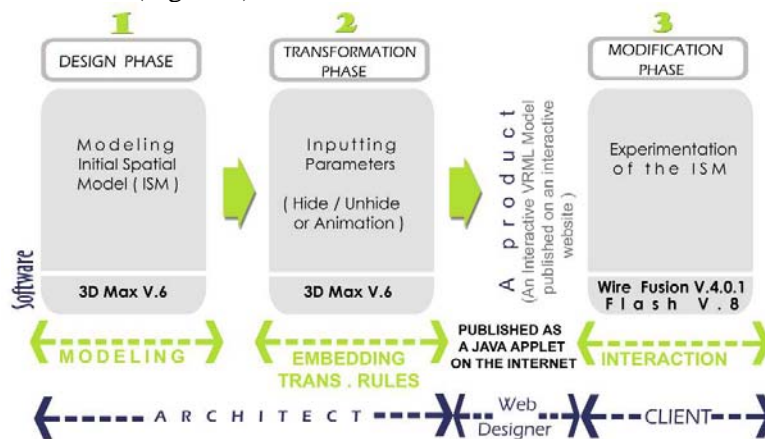 1
DESIGN PHASE
Modeling
Initial Spatial
Model ( ISM )
3D Max V.6
Software
MODELING
2
TRANSFORMATION
PHASE
Inputting
Parameters
( Hide / Unhide
or Animation )
3D Max V.6
EMBEDDING
TRANS . RULES
A product
(An Interactive VRML Model
published on an interactive
website )
PUBLISHED AS
A JAVA APPLET
ON THE INTERNET
3
MODIFICATION
PHASE
Experimentation
of the ISM
Wire Fusion V.4.0.1
Flash V . 8
INTERACTION
ARCHITECT
Web
Designer
CLIENT